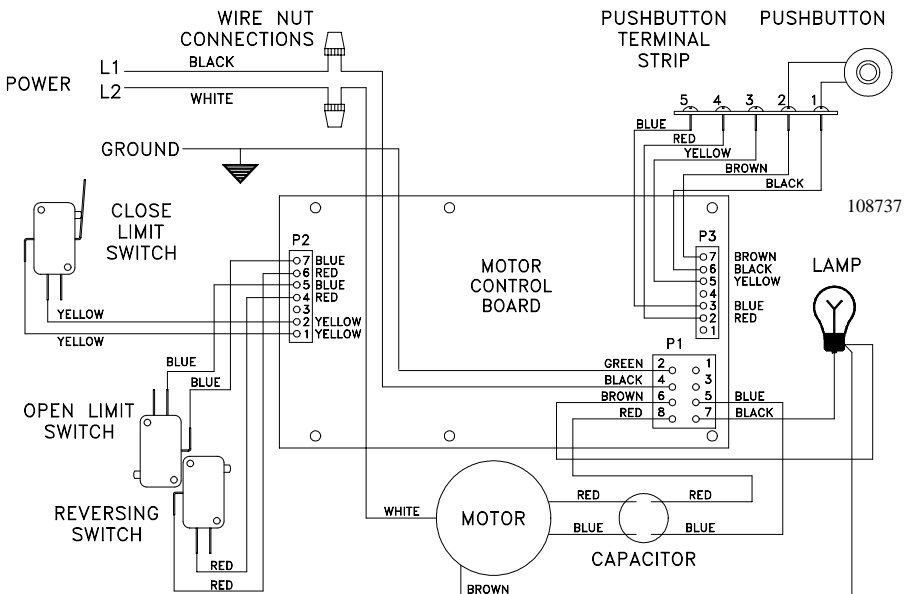 WIRE NUT
CONNECTIONS
POWER
L1
BLACK
L2
WHITE
GROUND
PUSHBUTTON
TERMINAL
STRIP
PUSHBUTTON
5 4 3 2 1
BLUE
RED
YELLOW
BROWN
BLACK
108737
CLOSE
LIMIT
SWITCH
YELLOW
YELLOW
P2
7 BLUE
6 RED
5 BLUE
4 RED
3
2 YELLOW
1 YELLOW
MOTOR
CONTROL
BOARD
P3
7 BROWN
6 BLACK
5 YELLOW
4
3 BLUE
2 RED
1
LAMP
P1
GREEN 2 1
BLACK 4 3
BROWN 6 5 BLUE
RED 8 7 BLACK
BLUE
BLUE
OPEN LIMIT
SWITCH
REVERSING
SWITCH
RED
RED
WHITE
MOTOR
RED
RED
BLUE
BLUE
CAPACITOR
BROWN